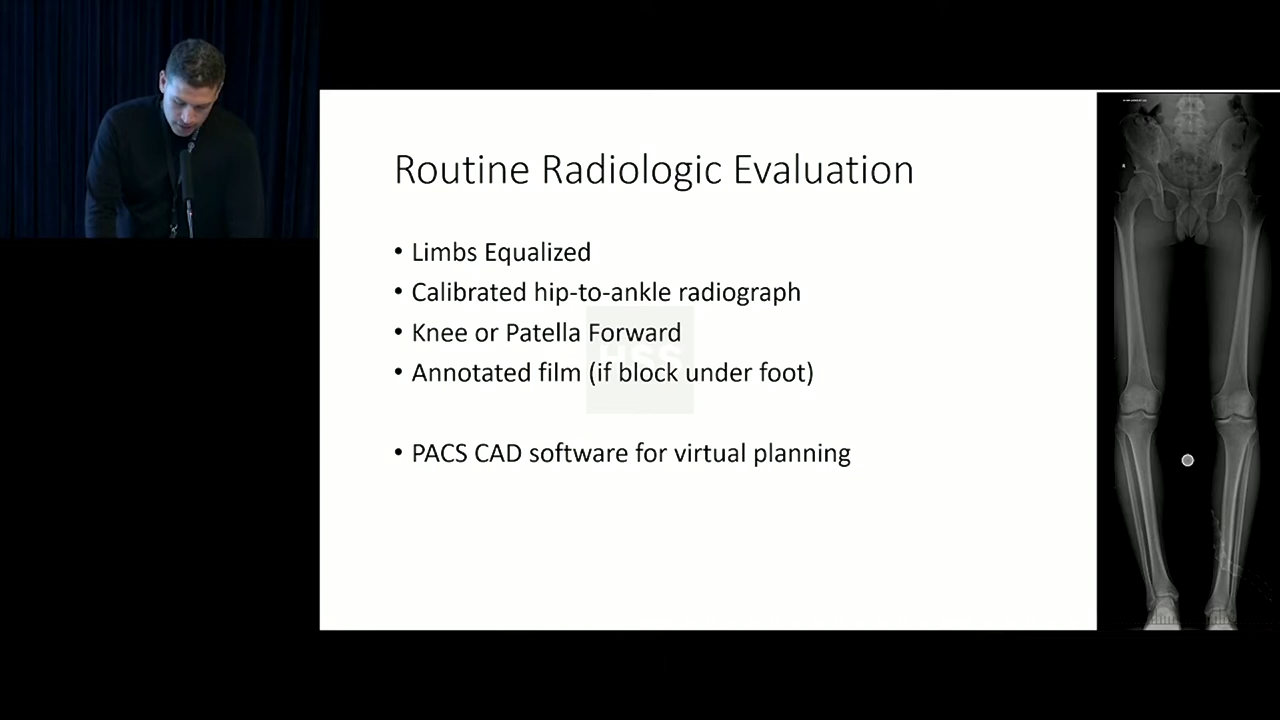 Routine Radiologic Evaluation
• Limbs Equalized
• Calibrated hip-to-ankle radiograph
• Knee or Patella Forward
• Annotated film (if block under foot)
• PACS CAD software for virtual planning
HSS